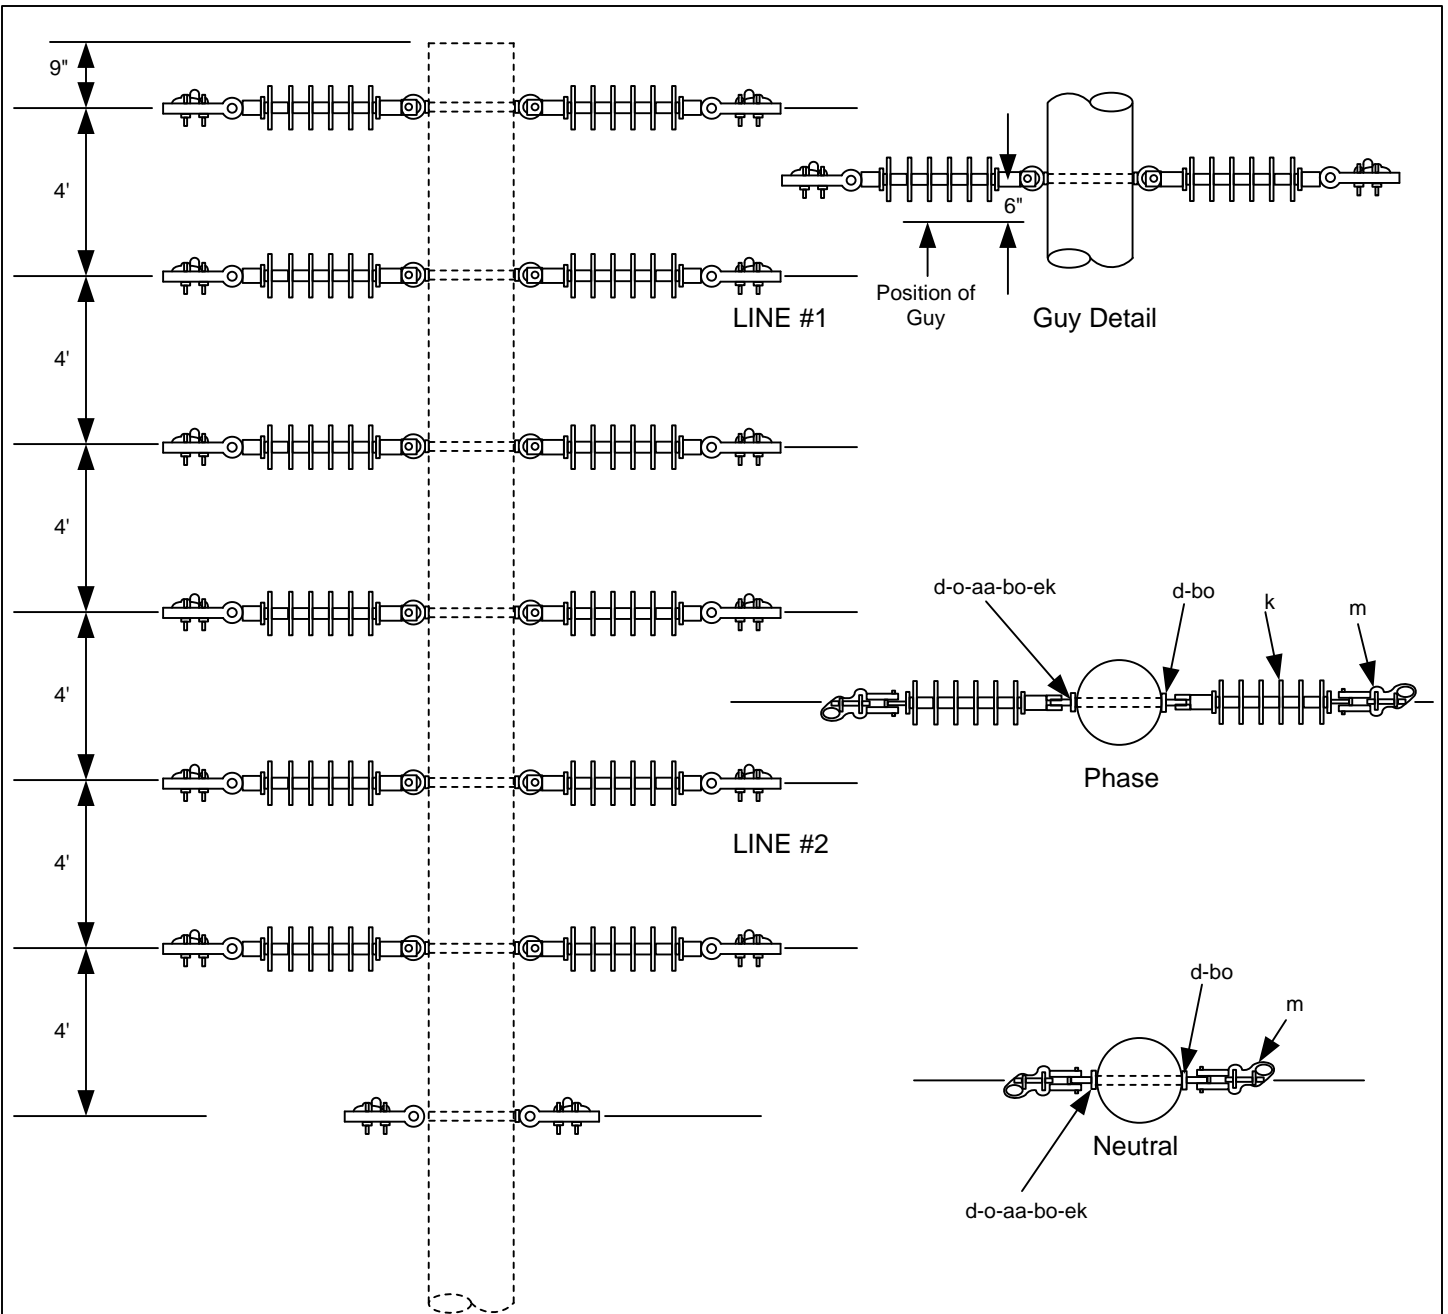 9"
4'
4'
4'
4'
4'
4'
LINE #1
LINE #2
6"
Position of
Guy
Guy Detail
d-o-aa-bo-ek
d-bo
k
m
Phase
d-bo
m
Neutral
d-o-aa-bo-ek